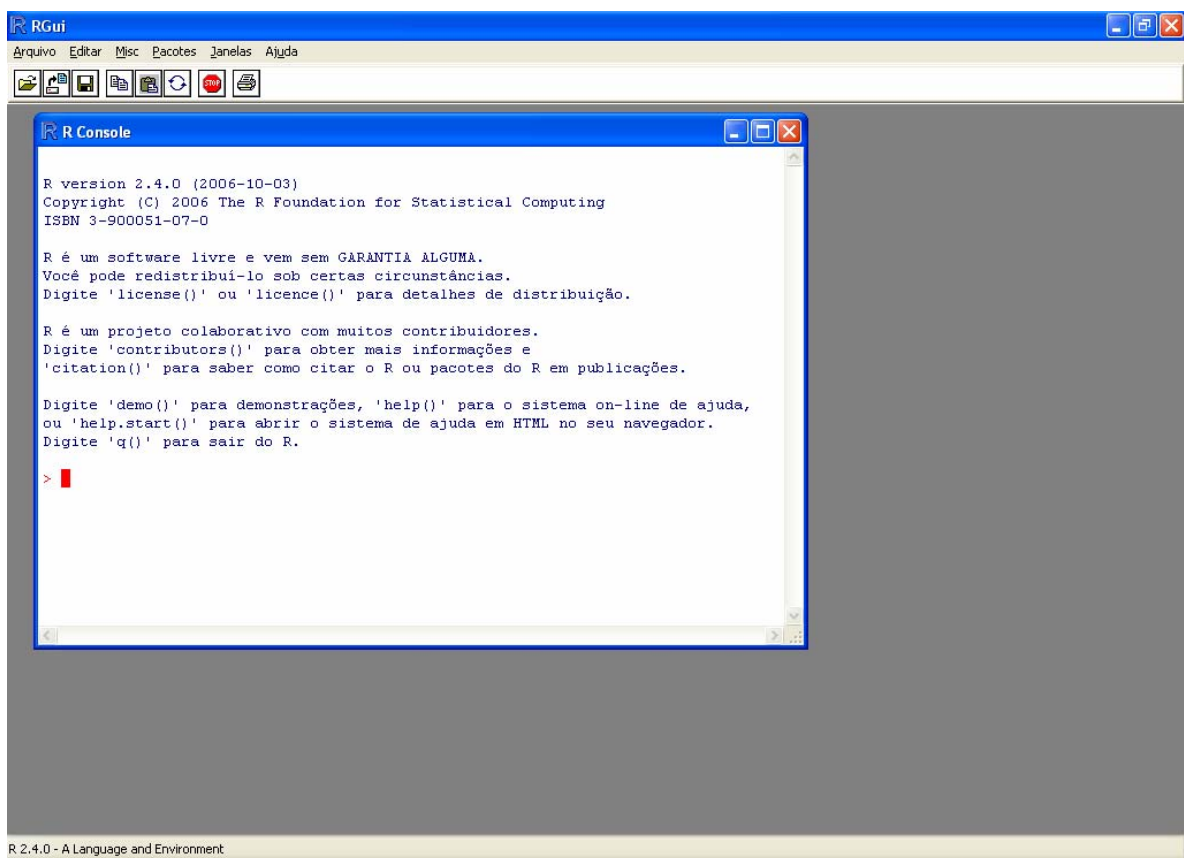 RGui
Arquivo Editar Misc Pacotes Janelas Ajuda
STOP
R Console
R version 2.4.0 (2006-10-03)
Copyright (C) 2006 The R Foundation for Statistical Computing
ISBN 3-900051-07-0
R é um software livre e vem sem GARANTIA ALGUMA.
Você pode redistribuí-lo sob certas circunstâncias.
Digite 'license()' ou 'licence()' para detalhes de distribuição.
R é um projeto colaborativo com muitos contribuidores.
Digite 'contributors()' para obter mais informações e
'citation()' para saber como citar o R ou pacotes do R em publicações.
Digite 'demo()' para demonstrações, 'help()' para o sistema on-line de ajuda,
ou 'help.start()' para abrir o sistema de ajuda em HTML no seu navegador.
Digite 'q()' para sair do R.
>
R 2.4.0 - A Language and Environment